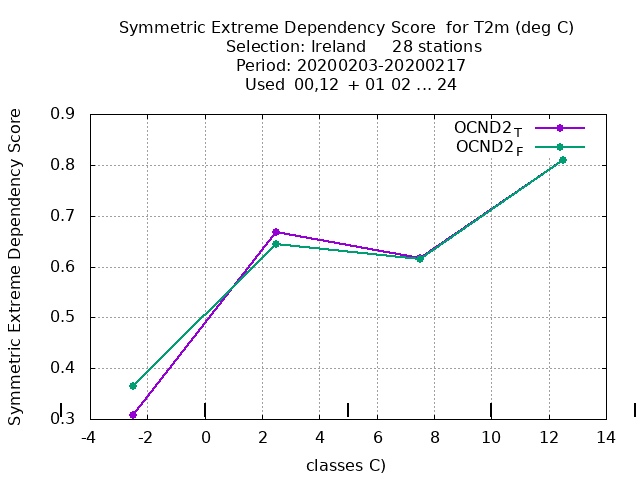 Symmetric Extreme Dependency Score  for T2m (deg C)
Selection: Ireland     28 stations
Period: 20200203-20200217
Used  00,12  + 01 02 ... 24
Symmetric Extreme Dependency Score
0.9
0.8
0.7
0.6
0.5
0.4
0.3
OCND2T
OCND2F
-4 -2 0 2 4 6 8 10 12 14
classes C)